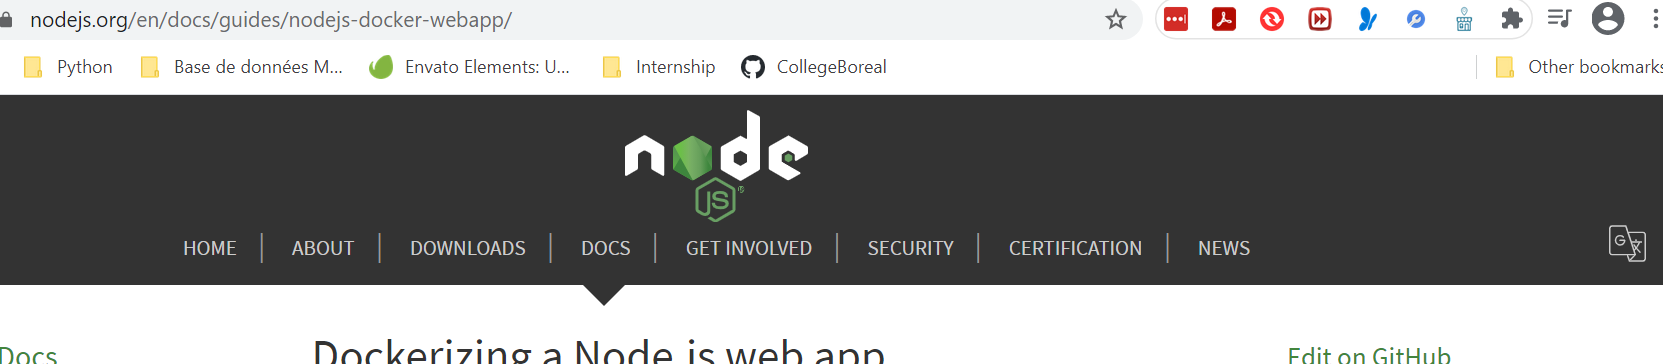 nodejs.org/en/docs/guides/nodejs-docker-webapp/
Python Base de données M... Envato Elements: U... Internship CollegeBoreal Other bookmarks
node
JS®
HOME ABOUT DOWNLOADS DOCS GET INVOLVED SECURITY CERTIFICATION NEWS
Docs Dockerizing a Node.js web app Edit on GitHub